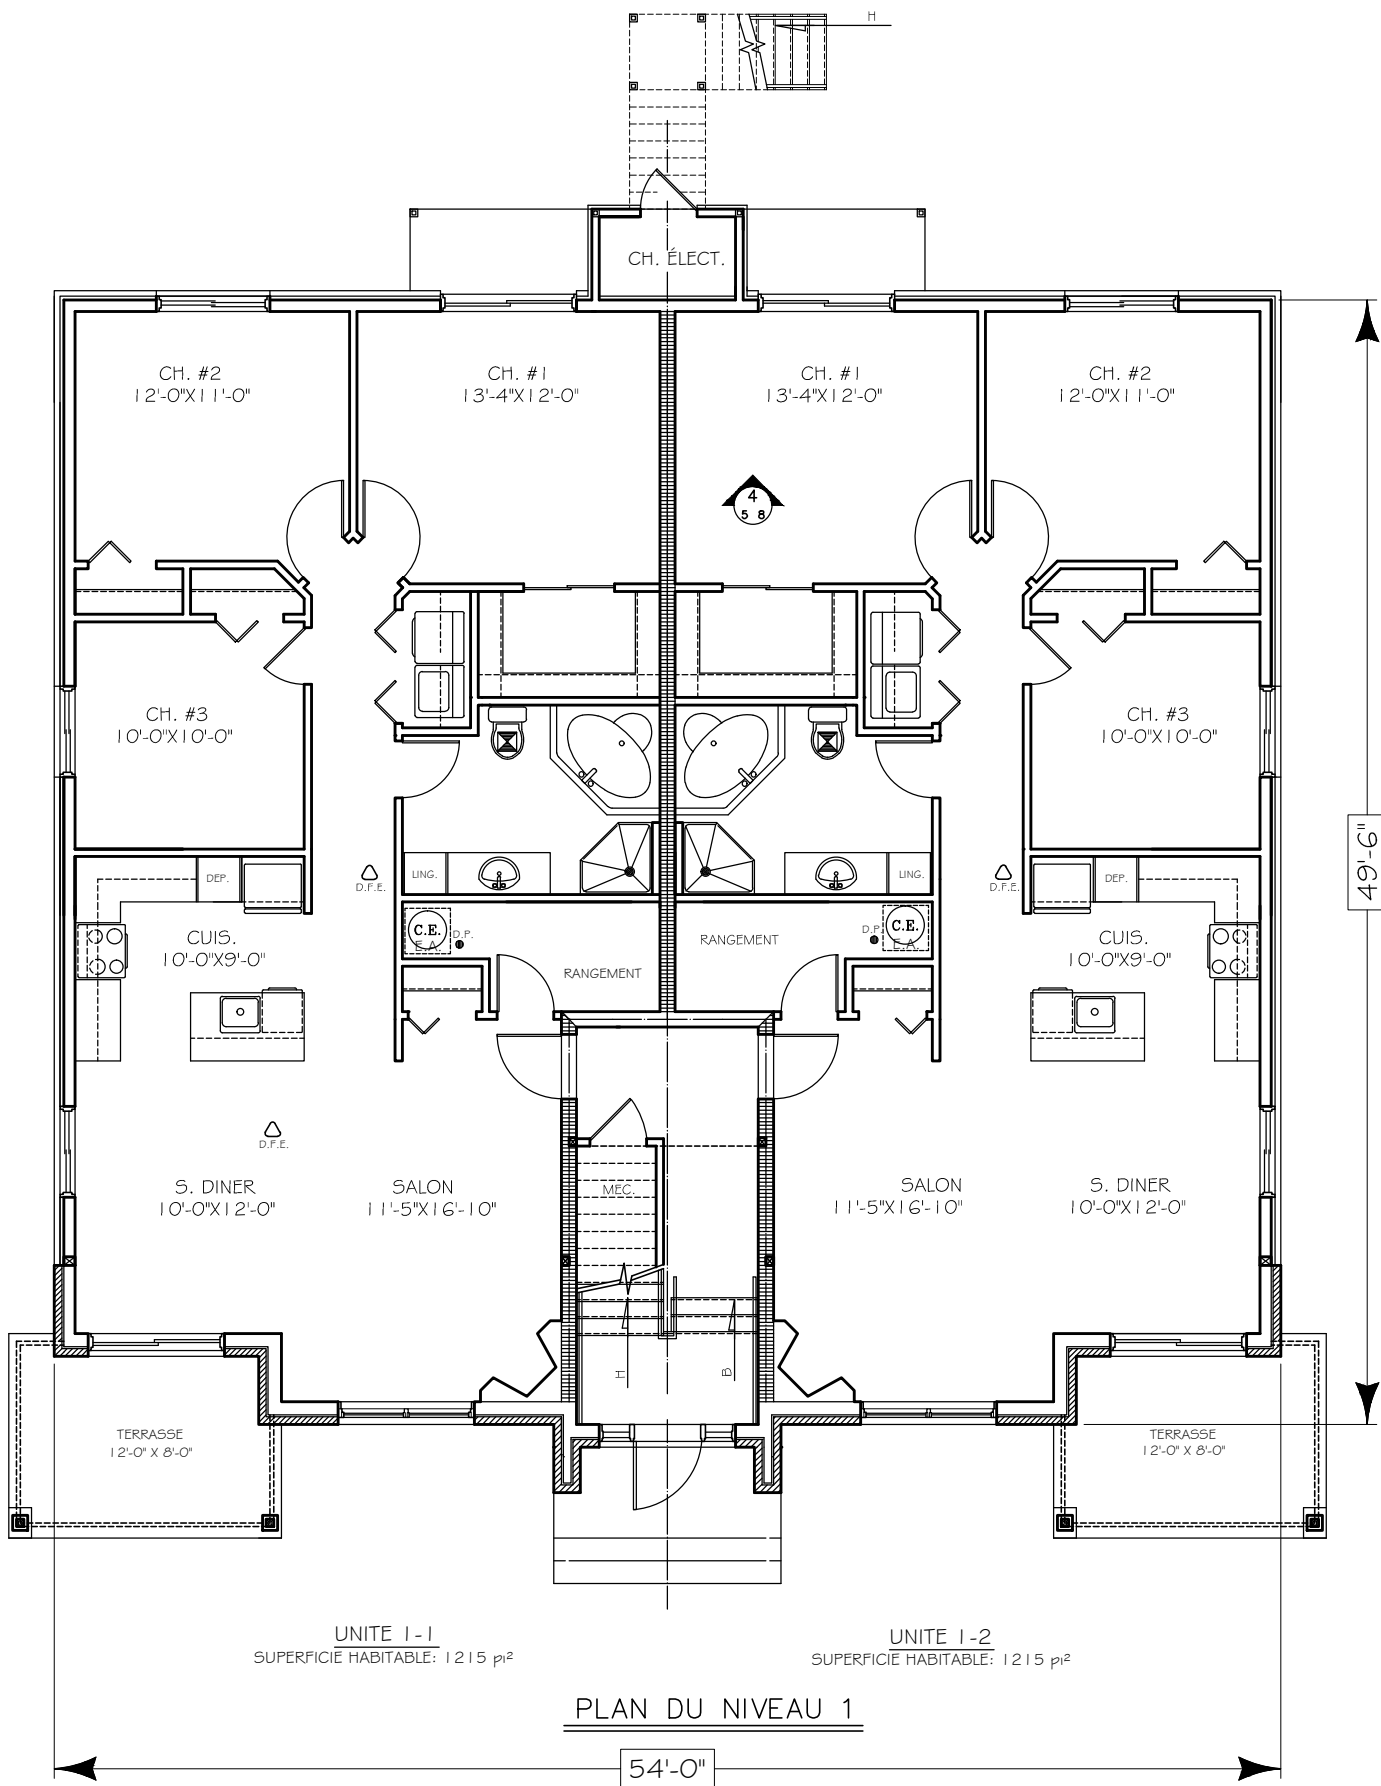 H
CH. ÉLECT.
CH. #2
12'-0"X11'-0"
CH. #1
13'-4"X12'-0"
CH. #1
13'-4"X12'-0"
CH. #2
12'-0"X11'-0"
4
5 8
CH. #3
10'-0"X10'-0"
CH. #3
10'-0"X10'-0"
49'-6"
DEP.
D.F.E.
LING.
LING.
D.F.E.
DEP.
CUIS.
10'-0"X9'-0"
C.E.
E.A.
D.P.
RANGEMENT
RANGEMENT
D.P.
C.E.
E.A.
CUIS.
10'-0"X9'-0"
D.F.E.
S. DINER
10'-0"X12'-0"
SALON
11'-5"X16'-10"
MEC.
SALON
11'-5"X16'-10"
S. DINER
10'-0"X12'-0"
H
B
TERRASSE
12'-0" X 8'-0"
TERRASSE
12'-0" X 8'-0"
UNITE 1-1
SUPERFICIE HABITABLE: 1215 pi²
UNITE 1-2
SUPERFICIE HABITABLE: 1215 pi²
PLAN DU NIVEAU 1
54'-0"